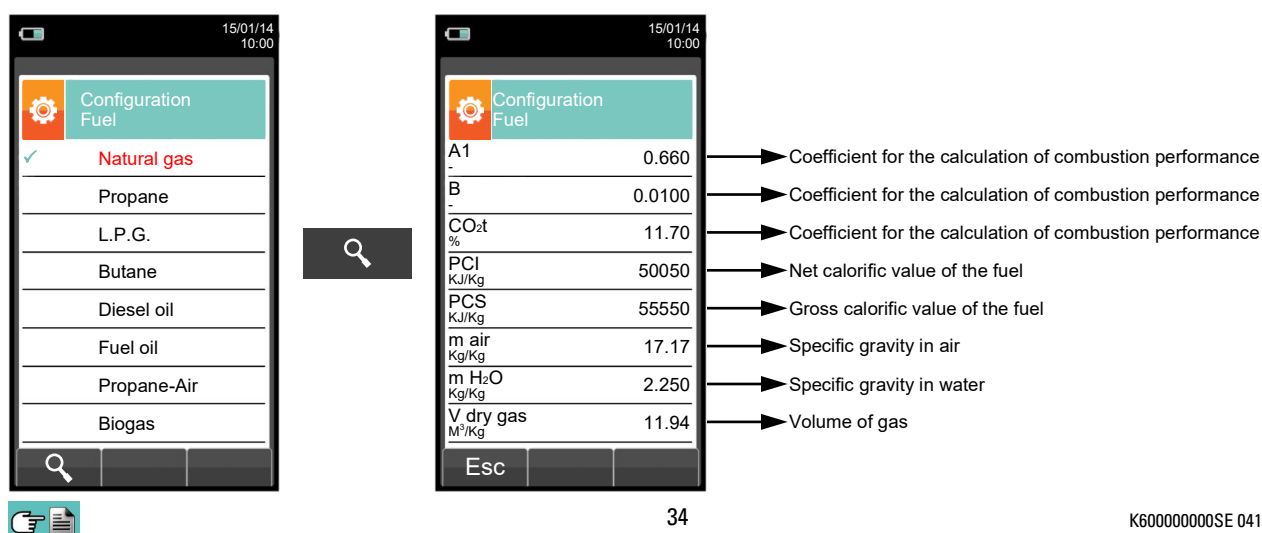 15/01/14
10:00
Configuration
Fuel
✓ Natural gas
Propane
L.P.G.
Butane
Diesel oil
Fuel oil
Propane-Air
Biogas
15/01/14
10:00
Configuration
Fuel
A1
-
0.660
Coefficient for the calculation of combustion performance
B
-
0.0100
Coefficient for the calculation of combustion performance
CO₂t
%
11.70
Coefficient for the calculation of combustion performance
PCI
KJ/Kg
50050
Net calorific value of the fuel
PCS
KJ/Kg
55550
Gross calorific value of the fuel
m air
Kg/Kg
17.17
Specific gravity in air
m H₂O
Kg/Kg
2.250
Specific gravity in water
V dry gas
M³/Kg
11.94
Volume of gas
Esc
34
K600000000SE 041